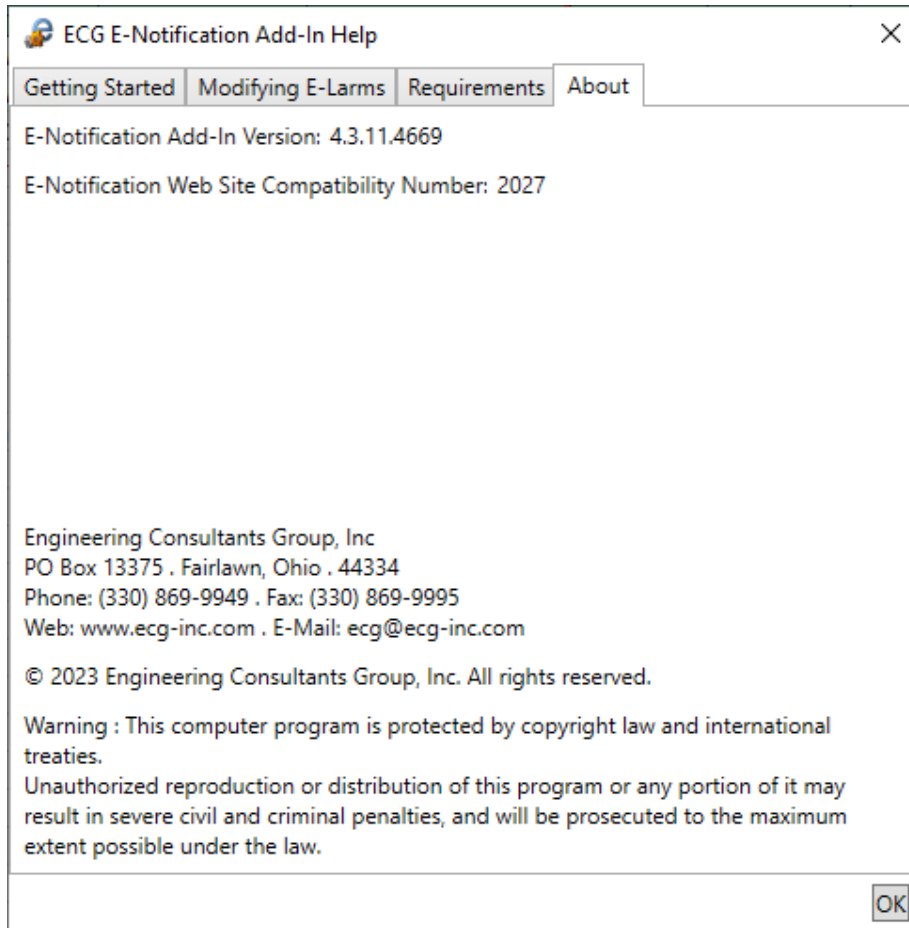 ECG E-Notification Add-In Help
Getting Started
Modifying E-Larms
Requirements
About
E-Notification Add-In Version: 4.3.11.4669
E-Notification Web Site Compatibility Number: 2027
Engineering Consultants Group, Inc
PO Box 13375 . Fairlawn, Ohio . 44334
Phone: (330) 869-9949 . Fax: (330) 869-9995
Web: www.ecg-inc.com . E-Mail: ecg@ecg-inc.com
© 2023 Engineering Consultants Group, Inc. All rights reserved.
Warning : This computer program is protected by copyright law and international
treaties.
Unauthorized reproduction or distribution of this program or any portion of it may
result in severe civil and criminal penalties, and will be prosecuted to the maximum
extent possible under the law.
OK